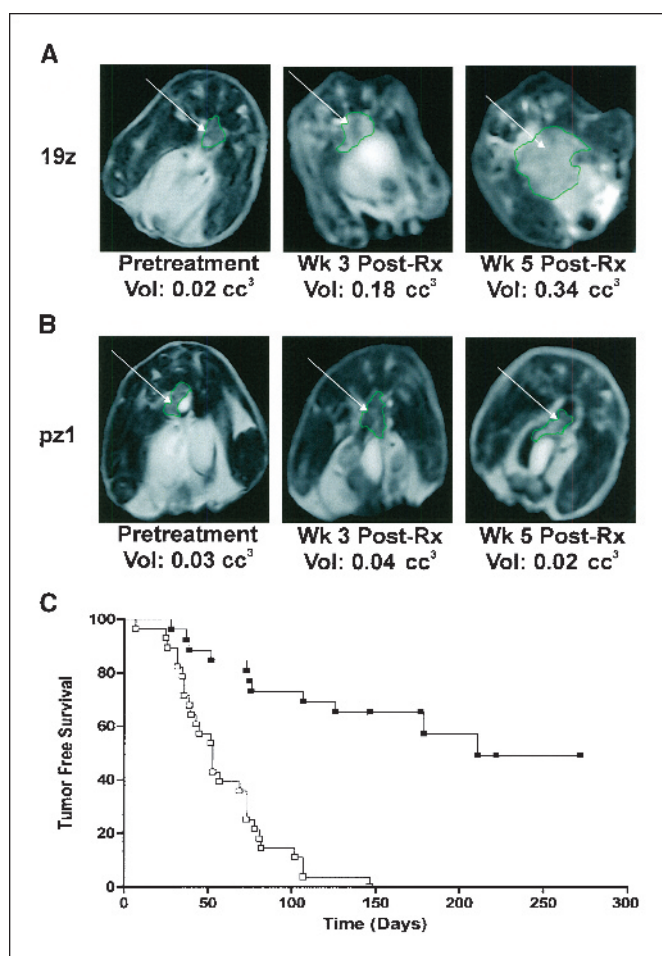 A
19z
Pretreatment
Vol: 0.02 cc³
Wk 3 Post-Rx
Vol: 0.18 cc³
Wk 5 Post-Rx
Vol: 0.34 cc³
B
pz1
Pretreatment
Vol: 0.03 cc³
Wk 3 Post-Rx
Vol: 0.04 cc³
Wk 5 Post-Rx
Vol: 0.02 cc³
C
100
80
60
40
20
0
Tumor Free Survival
0 50 100 150 200 250 300
Time (Days)